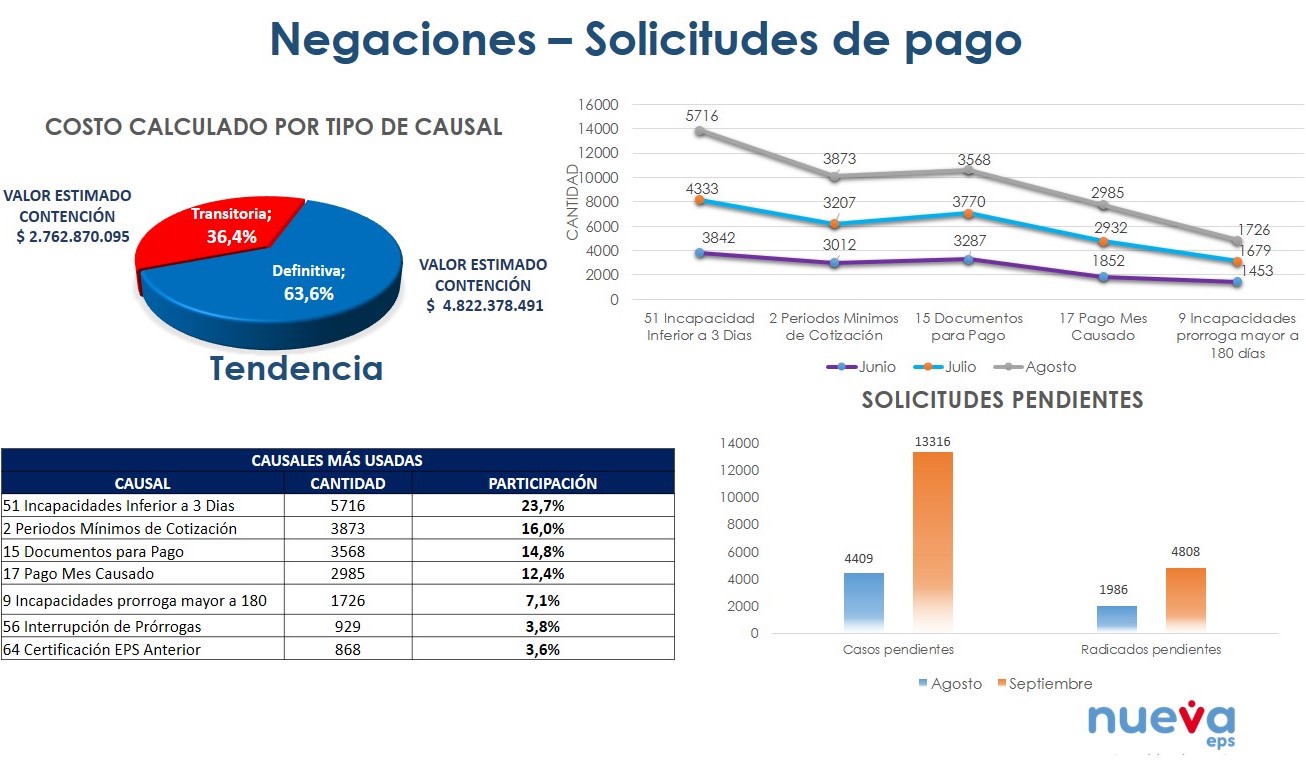 Negaciones – Solicitudes de pago
COSTO CALCULADO POR TIPO DE CAUSAL
VALOR ESTIMADO
CONTENCIÓN
$ 2.762.870.095
Transitoria;
36,4%
Definitiva;
63,6%
VALOR ESTIMADO
CONTENCIÓN
$ 4.822.378.491
Tendencia
CANTIDAD
16000
14000
12000
10000
8000
6000
4000
2000
0
5716
3873
3568
2985
1726
4333
3207
3770
2932
1679
3842
3012
3287
1852
1453
51 Incapacidad
Inferior a 3 Dias
2 Periodos Minimos
de Cotización
15 Documentos
para Pago
17 Pago Mes
Causado
9 Incapacidades
prorroga mayor a
180 días
Junio Julio Agosto
CAUSALES MÁS USADAS
CAUSAL CANTIDAD PARTICIPACIÓN
51 Incapacidades Inferior a 3 Dias 5716 23,7%
2 Periodos Mínimos de Cotización 3873 16,0%
15 Documentos para Pago 3568 14,8%
17 Pago Mes Causado 2985 12,4%
9 Incapacidades prorroga mayor a 180 1726 7,1%
56 Interrupción de Prórrogas 929 3,8%
64 Certificación EPS Anterior 868 3,6%
SOLICITUDES PENDIENTES
14000
12000
10000
8000
6000
4000
2000
0
4409
13316
1986
4808
Casos pendientes Radicados pendientes
Agosto Septiembre
nueva
eps